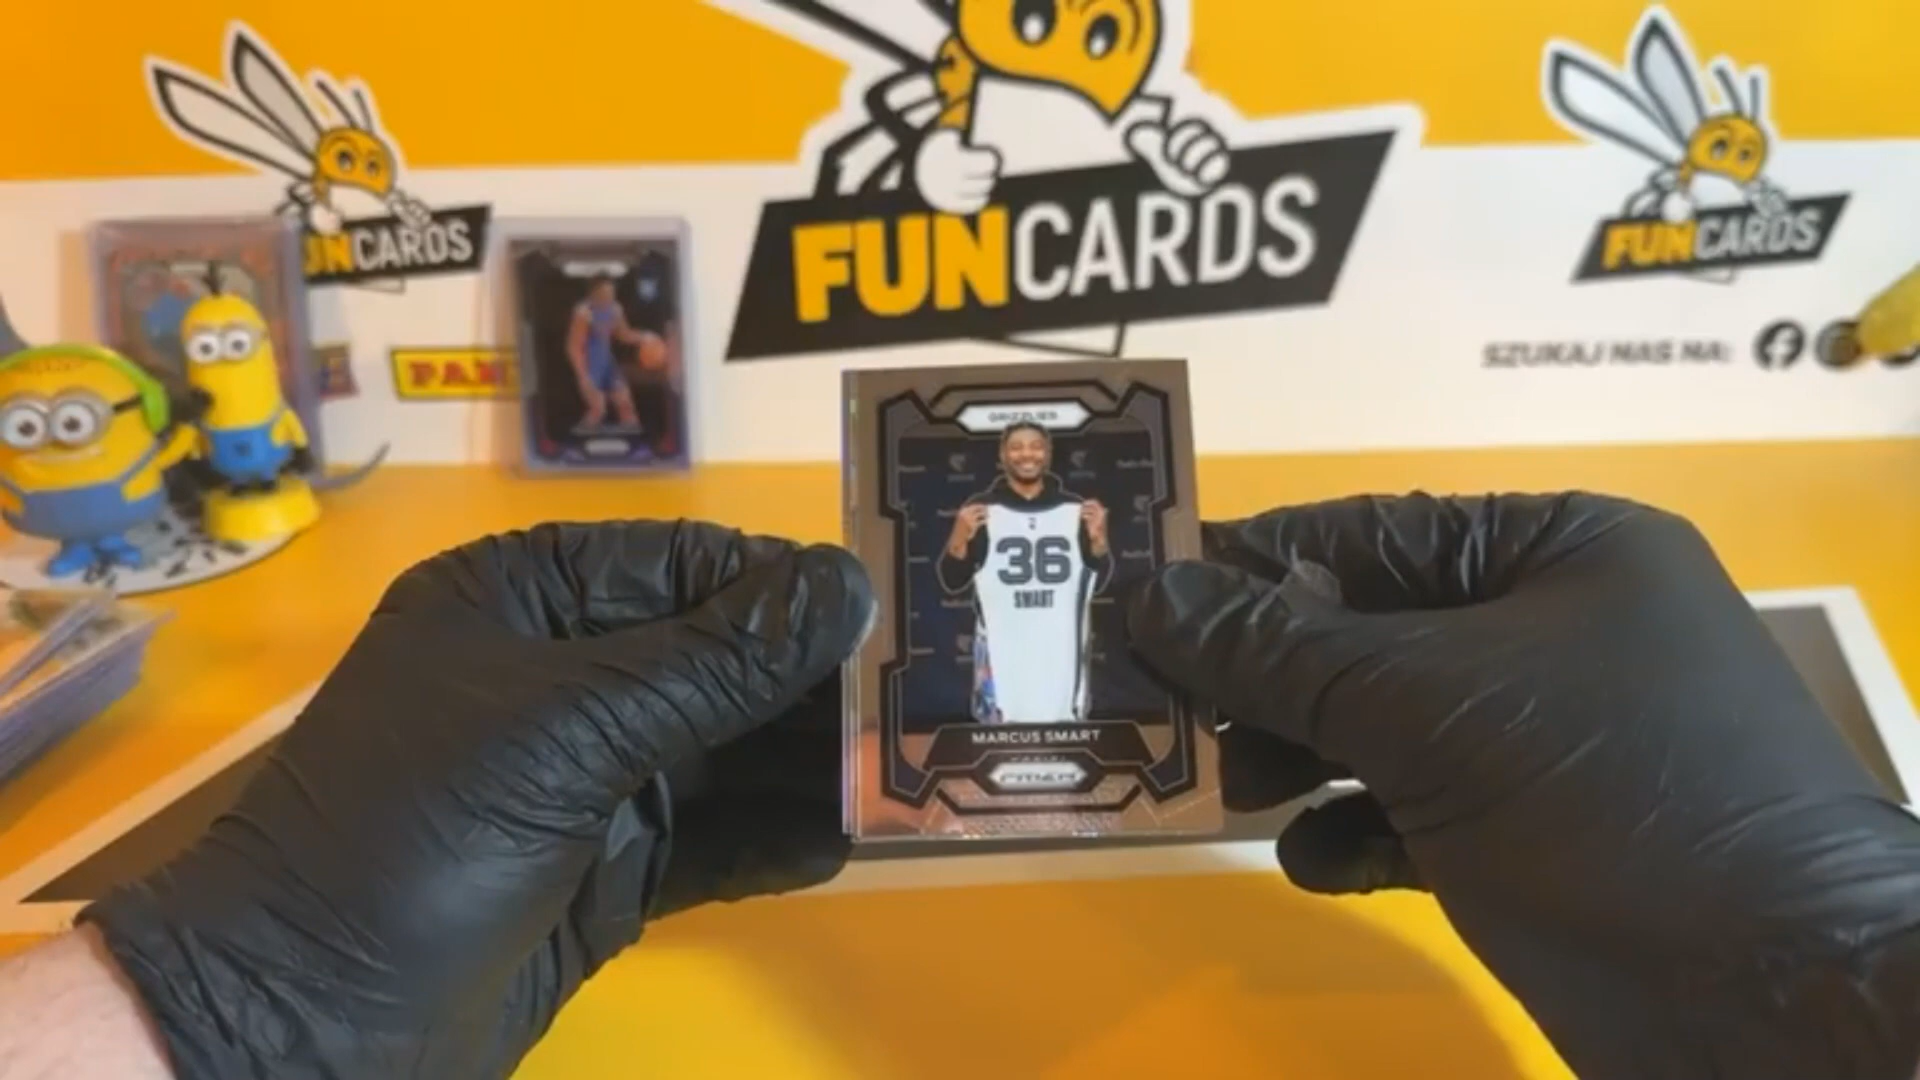 FUNCARDS
FUNCARDS
FUNCARDS
SZUKAJ NAS NA:
GRIZZLIES
36
SMART
MARCUS SMART
PRIZM